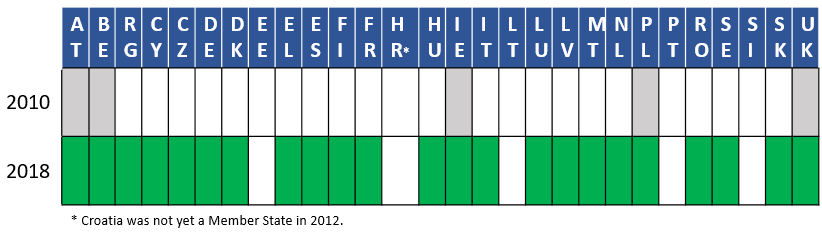 AT BE RG CY CZ DE DK EE EL ES FI FR HR* HU IE IT LT LU LV MT NL PL PT RO SE SI SK UK
2010
2018
* Croatia was not yet a Member State in 2012.